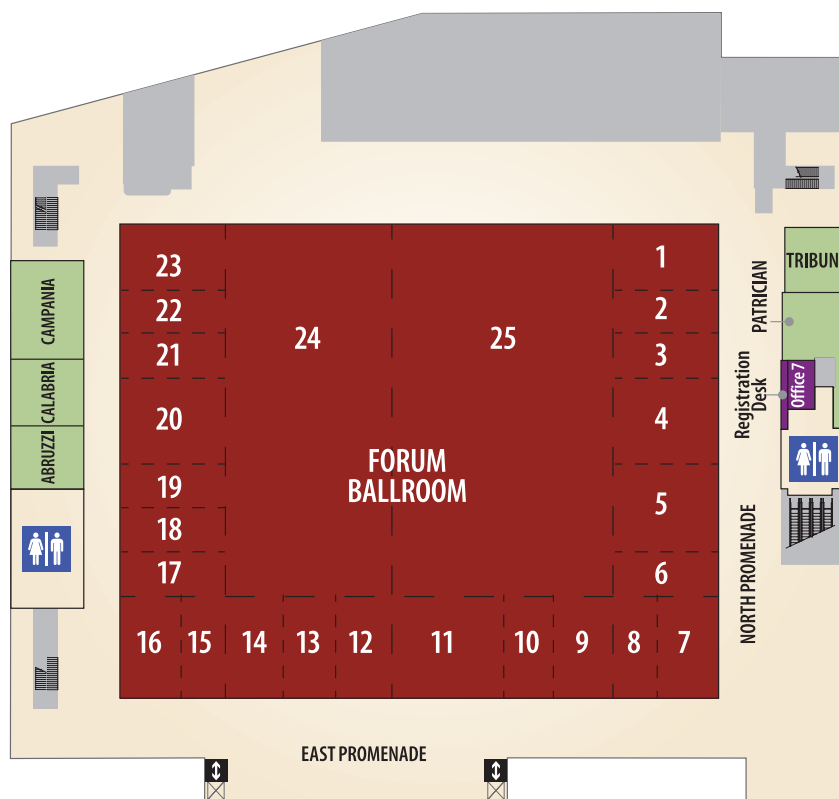 23
22
21
20
19
18
17
16
15
14
13
12
11
10
9
8
7
6
5
4
3
2
1
24
25
FORUM
BALLROOM
CAMPANIA
CALABRIA
ABRUZZI
TRIBUN
PATRICIAN
Registration
Desk
Office 7
NORTH PROMENADE
EAST PROMENADE